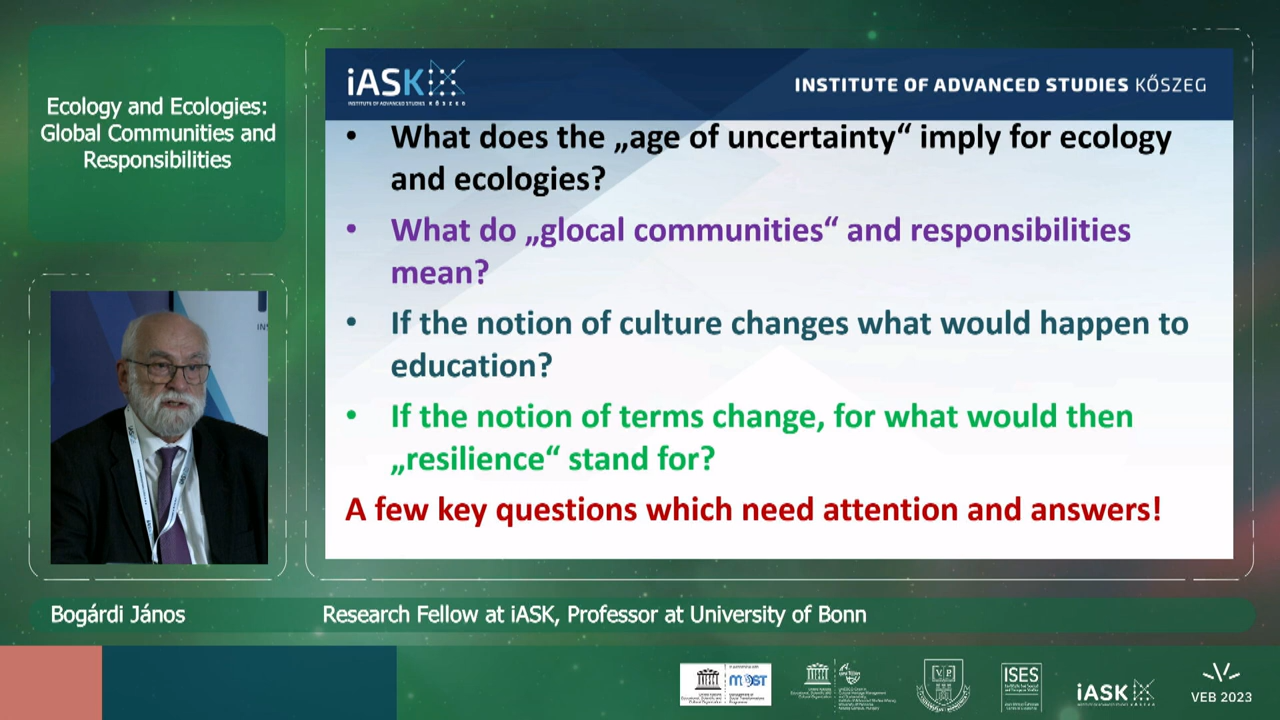 Ecology and Ecologies:
Global Communities and
Responsibilities
iASK
INSTITUTE OF ADVANCED STUDIES KŐSZEG
INSTITUTE OF ADVANCED STUDIES KŐSZEG
• What does the „age of uncertainty“ imply for ecology
and ecologies?
• What do „glocal communities“ and responsibilities
mean?
• If the notion of culture changes what would happen to
education?
• If the notion of terms change, for what would then
„resilience“ stand for?
A few key questions which need attention and answers!
Bogárdi János
Research Fellow at iASK, Professor at University of Bonn
MOST
ISES
iASK
VEB 2023